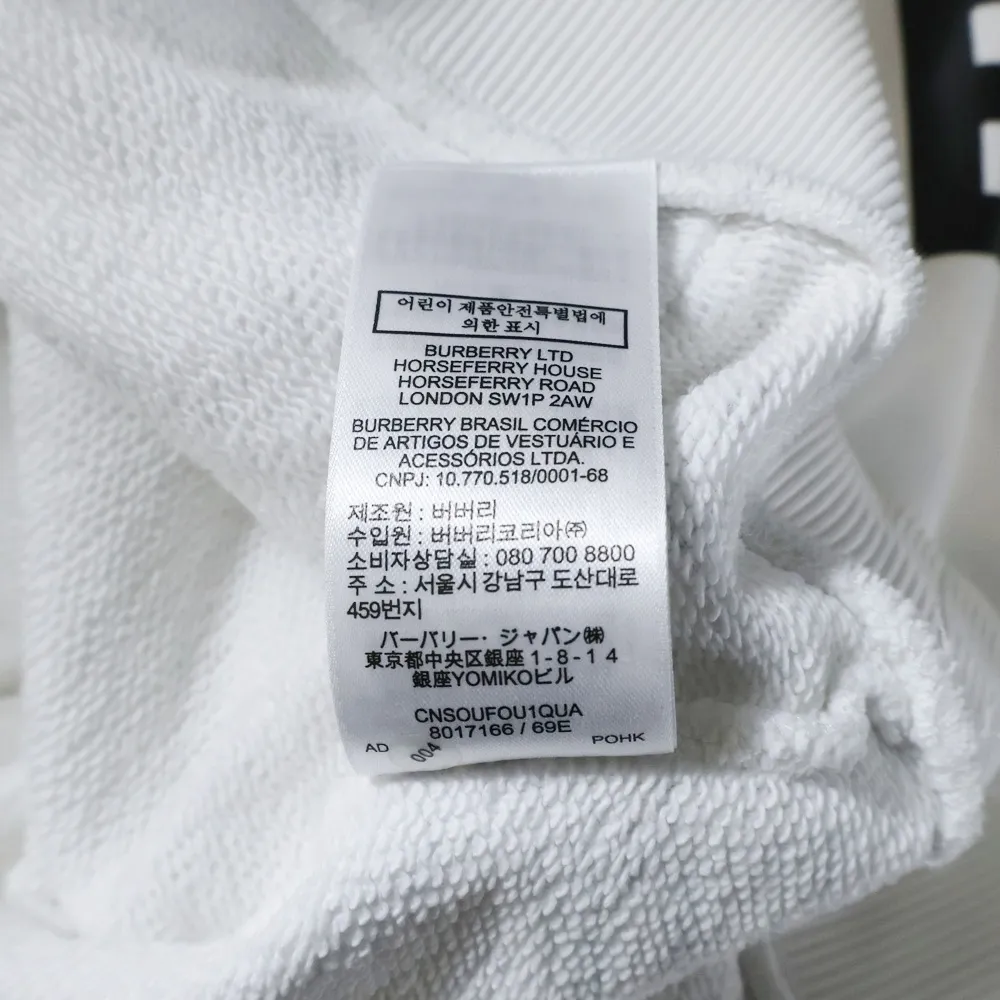 어린이 제품안전특별법에
의한 표시
BURBERRY LTD
HORSEFERRY HOUSE
HORSEFERRY ROAD
LONDON SW1P 2AW
BURBERRY BRASIL COMÉRCIO
DE ARTIGOS DE VESTUÁRIO E
ACESSÓRIOS LTDA.
CNPJ: 10.770.518/0001-68
제조원 : 버버리
수입원 : 버버리코리아㈜
소비자상담실 : 080 700 8800
주 소 : 서울시 강남구 도산대로
459번지
バーバリー・ジャパン㈱
東京都中央区銀座 1-8-14
銀座YOMIKOビル
CNSOUFOU1QUA
8017166 / 69E
AD 004 POHK